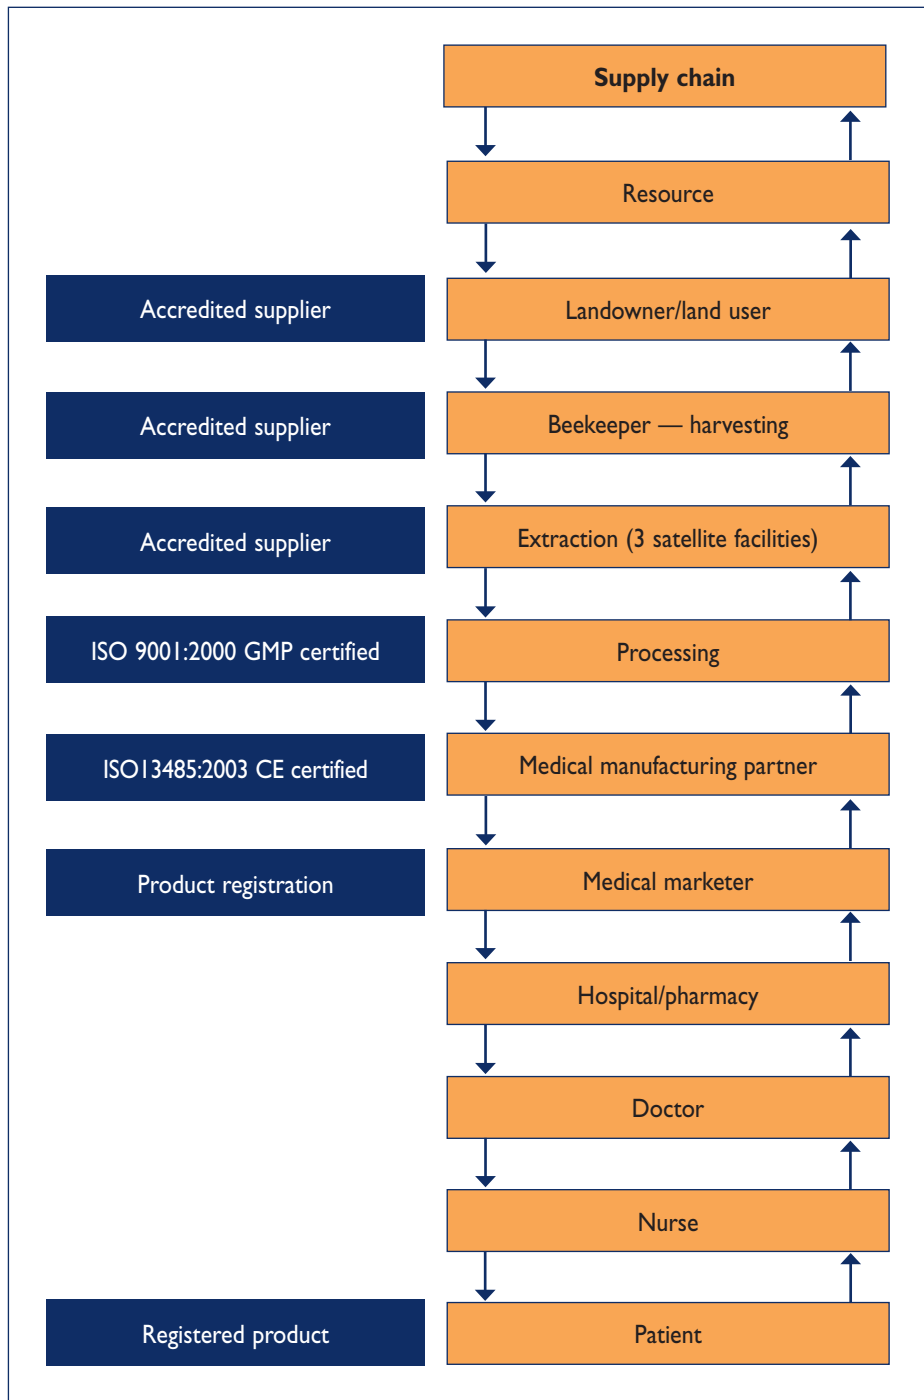 Supply chain
Resource
Accredited supplier
Landowner/land user
Accredited supplier
Beekeeper — harvesting
Accredited supplier
Extraction (3 satellite facilities)
ISO 9001:2000 GMP certified
Processing
ISO13485:2003 CE certified
Medical manufacturing partner
Product registration
Medical marketer
Hospital/pharmacy
Doctor
Nurse
Registered product
Patient